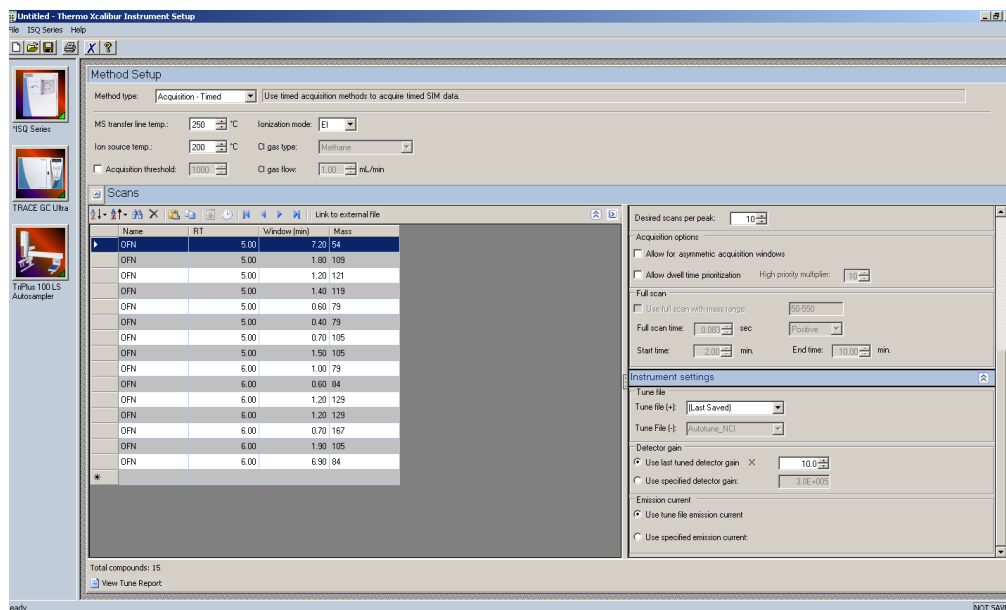 Untitled - Thermo Xcalibur Instrument Setup
File ISQ Series Help
*ISQ Series
TRACE GC Ultra
TriPlus 100 LS
Autosampler
Method Setup
Method type: Acquisition - Timed Use timed acquisition methods to acquire timed SIM data.
MS transfer line temp.: 250 °C Ionization mode: EI
Ion source temp.: 200 °C CI gas type: Methane
Acquisition threshold: 1000 CI gas flow: 1.00 mL/min
Scans
Link to external file
Name RT Window (min) Mass
OFN 5.00 7.20 54
OFN 5.00 1.80 109
OFN 5.00 1.20 121
OFN 5.00 1.40 119
OFN 5.00 0.60 79
OFN 5.00 0.40 79
OFN 5.00 0.70 105
OFN 5.00 1.50 105
OFN 6.00 1.00 79
OFN 6.00 0.60 84
OFN 6.00 1.20 129
OFN 6.00 1.20 129
OFN 6.00 0.70 167
OFN 6.00 1.90 105
OFN 6.00 6.90 84
Desired scans per peak: 10
Acquisition options
Allow for asymmetric acquisition windows
Allow dwell time prioritization High priority multiplier: 10
Full scan
Use full scan with mass range: 50-550
Full scan time: 0.083 sec Positive
Start time: 2.00 min. End time: 10.00 min.
Instrument settings
Tune file
Tune file (+): (Last Saved)
Tune File (-): Autotune_NCI
Detector gain
Use last tuned detector gain X 10.0
Use specified detector gain: 3.0E+005
Emission current
Use tune file emission current
Use specified emission current:
Total compounds: 15
View Tune Report
eady
NOT SAV